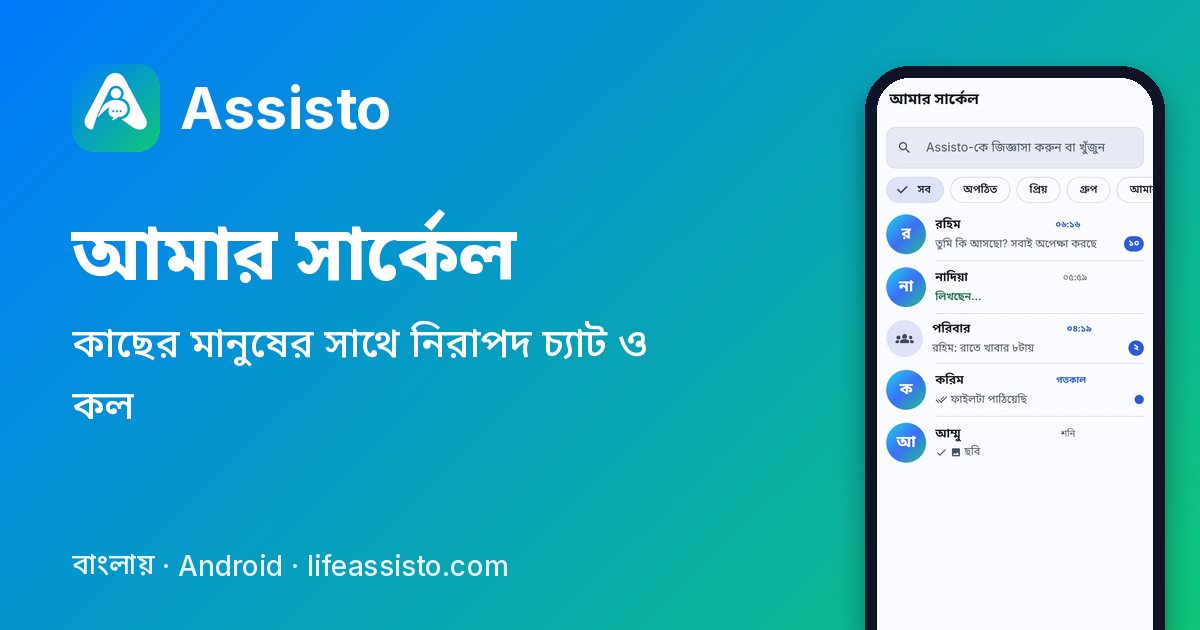 Assisto
আমার সার্কেল
কাছের মানুষের সাথে নিরাপদ চ্যাট ও
কল
বাংলায় · Android · lifeassisto.com
আমার সার্কেল
Assisto-কে জিজ্ঞাসা করুন বা খুঁজুন
সব অপঠিত প্রিয় গ্রুপ আমা
র রহিম ০৬:১৬
তুমি কি আসছো? সবাই অপেক্ষা করছে ১০
না নাদিয়া ০৫:৫৯
লিখছেন...
পরিবার ০৪:১৯
রহিম: রাতে খাবার ৮টায় ২
ক করিম গতকাল
ফাইলটা পাঠিয়েছি
আ আম্মু শনি
ছবি